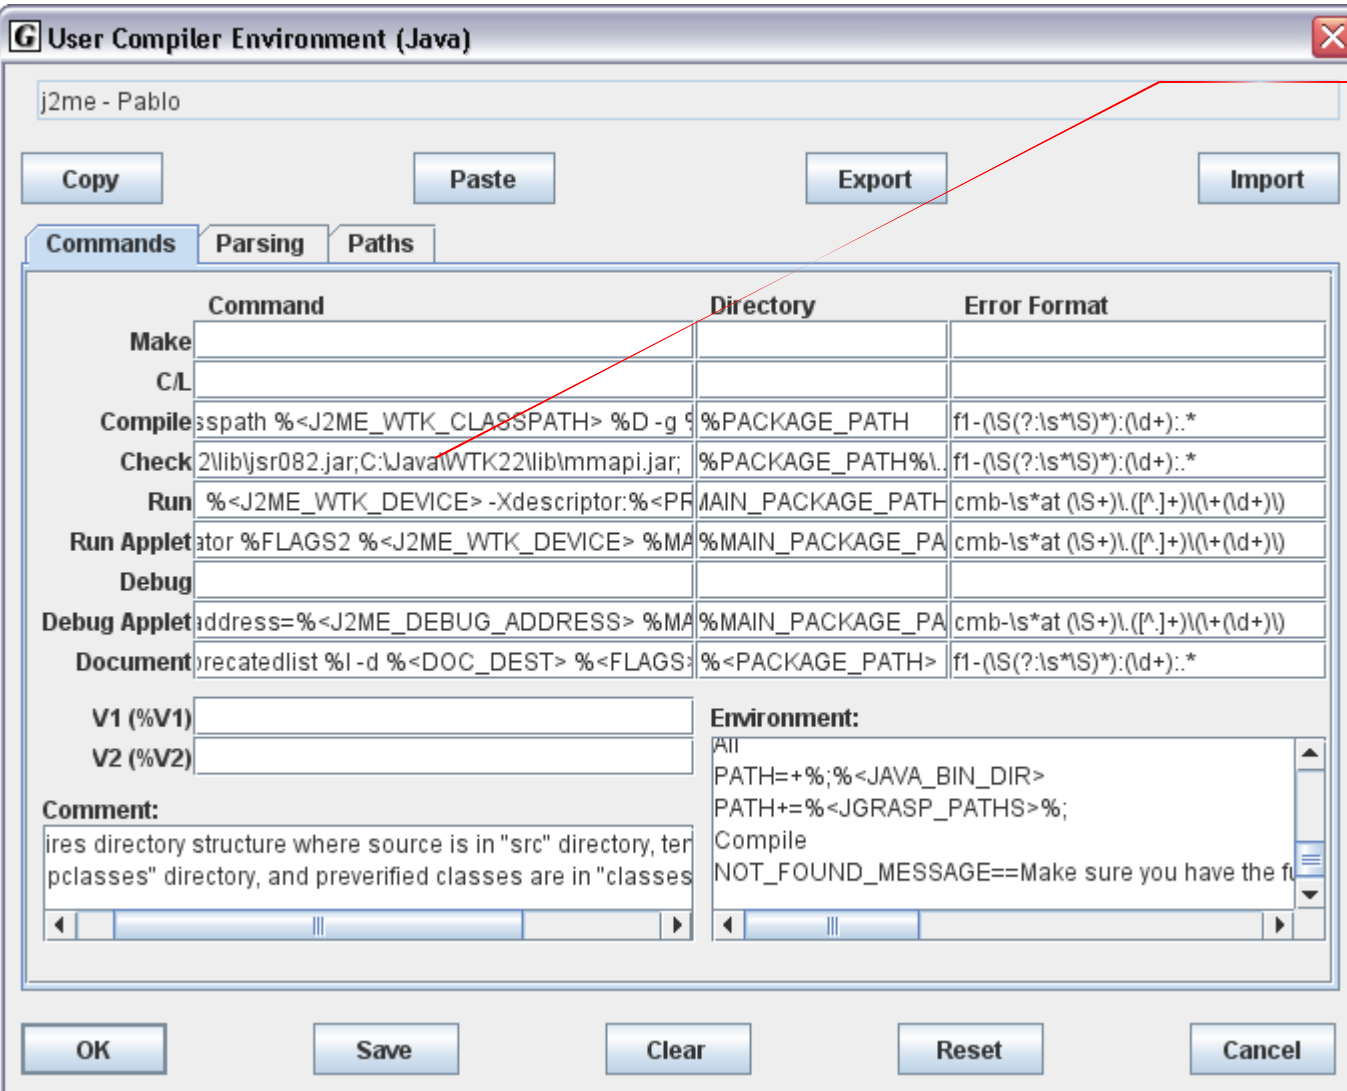 G User Compiler Environment (Java)
j2me - Pablo
Copy Paste Export Import
Commands Parsing Paths
Command Directory Error Format
Make
C/L
Compile sspath %<J2ME_WTK_CLASSPATH> %D -g %PACKAGE_PATH f1-(\S(?:\s*\S)*):(\d+):.*
Check 2\lib\jsr082.jar;C:\Java\WTK22\lib\mmapi.jar; %PACKAGE_PATH%\.. f1-(\S(?:\s*\S)*):(\d+):.*
Run %<J2ME_WTK_DEVICE> -Xdescriptor:%<PR MAIN_PACKAGE_PATH cmb-\s*at (\S+)\.([^.]+)\(\+(\d+)\)
Run Applet ator %FLAGS2 %<J2ME_WTK_DEVICE> %MA %MAIN_PACKAGE_PA cmb-\s*at (\S+)\.([^.]+)\(\+(\d+)\)
Debug
Debug Applet address=%<J2ME_DEBUG_ADDRESS> %MA %MAIN_PACKAGE_PA cmb-\s*at (\S+)\.([^.]+)\(\+(\d+)\)
Document precatedlist %I -d %<DOC_DEST> %<FLAGS> %<PACKAGE_PATH> f1-(\S(?:\s*\S)*):(\d+):.*
V1 (%V1)
V2 (%V2)
Comment:
ires directory structure where source is in "src" directory, ter
pclasses" directory, and preverified classes are in "classes
Environment:
All
PATH=+%;%<JAVA_BIN_DIR>
PATH+=%<JGRASP_PATHS>%;
Compile
NOT_FOUND_MESSAGE==Make sure you have the fu
OK Save Clear Reset Cancel